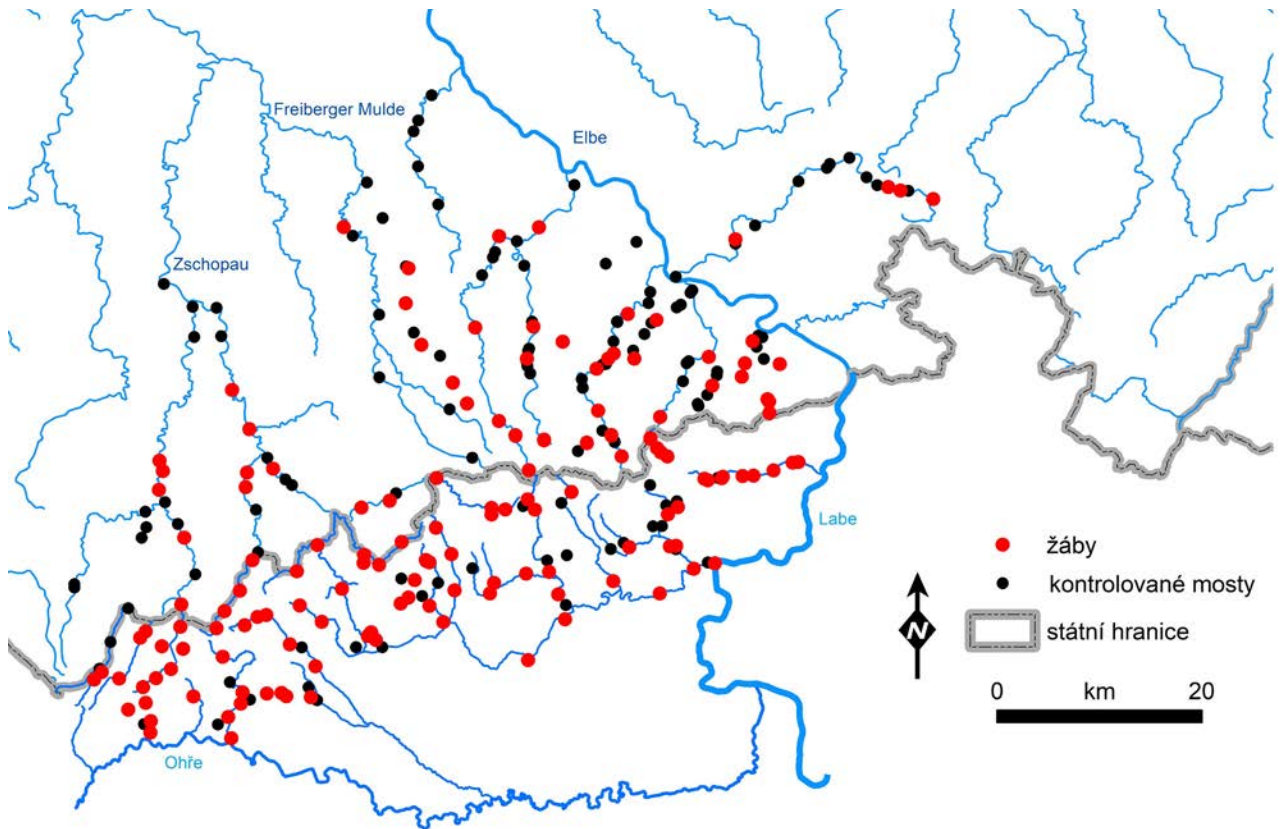 Freiberger Mulde
Elbe
Zschopau
Labe
žáby
kontrolované mosty
N
státní hranice
0 km 20
Ohře